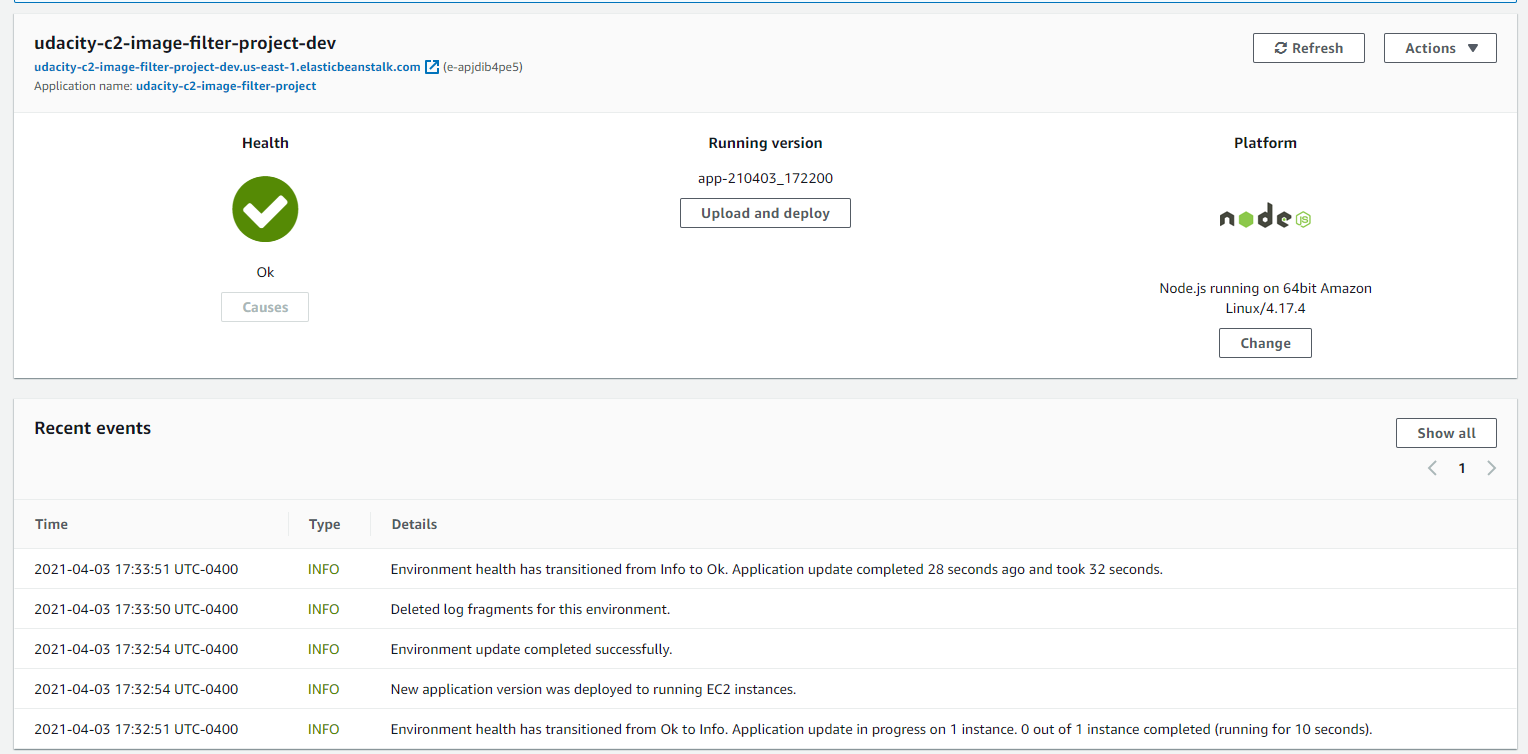 udacity-c2-image-filter-project-dev
Refresh
Actions
udacity-c2-image-filter-project-dev.us-east-1.elasticbeanstalk.com (e-apjdib4pe5)
Application name: udacity-c2-image-filter-project
Health
Ok
Causes
Running version
app-210403_172200
Upload and deploy
Platform
node JS
Node.js running on 64bit Amazon
Linux/4.17.4
Change
Recent events
Show all
1
Time Type Details
2021-04-03 17:33:51 UTC-0400 INFO Environment health has transitioned from Info to Ok. Application update completed 28 seconds ago and took 32 seconds.
2021-04-03 17:33:50 UTC-0400 INFO Deleted log fragments for this environment.
2021-04-03 17:32:54 UTC-0400 INFO Environment update completed successfully.
2021-04-03 17:32:54 UTC-0400 INFO New application version was deployed to running EC2 instances.
2021-04-03 17:32:51 UTC-0400 INFO Environment health has transitioned from Ok to Info. Application update in progress on 1 instance. 0 out of 1 instance completed (running for 10 seconds).